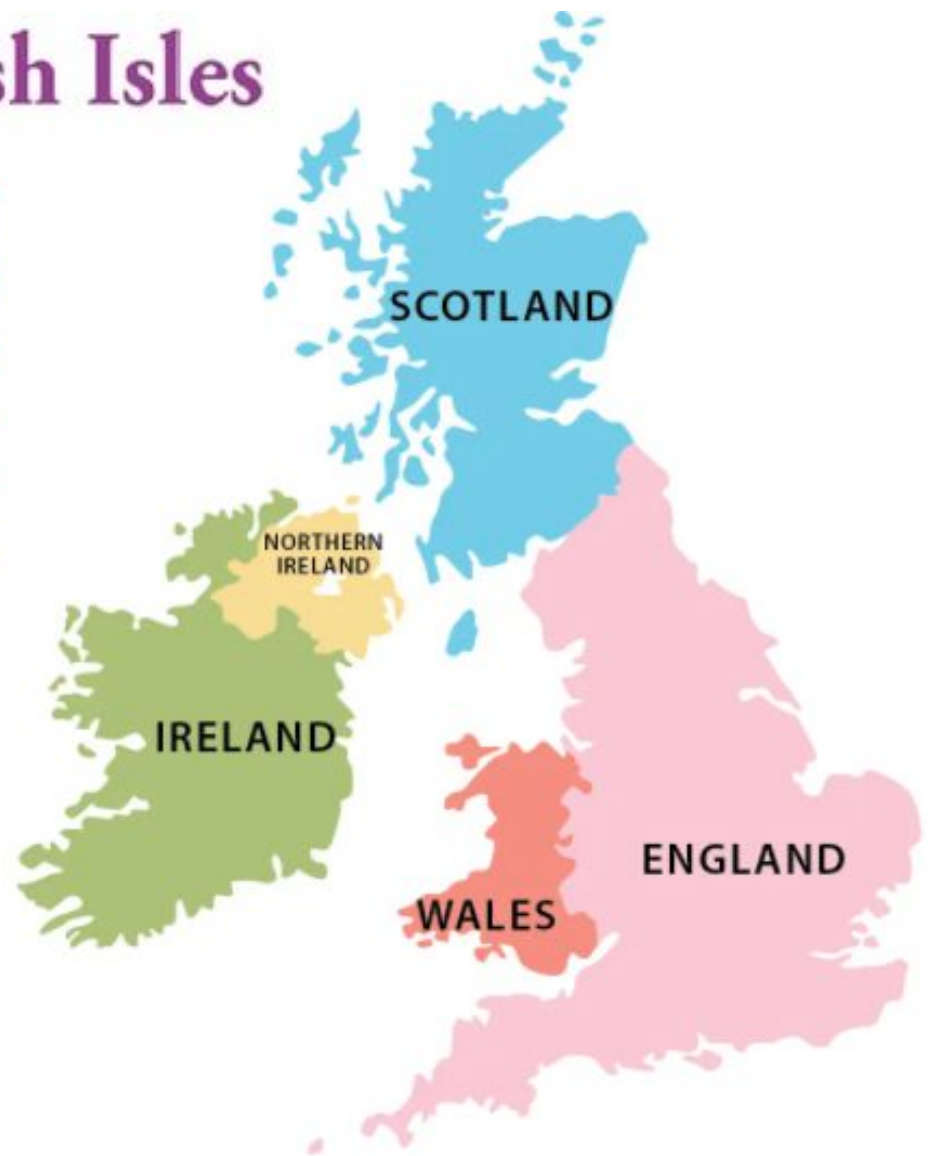 sh Isles
SCOTLAND
NORTHERN
IRELAND
IRELAND
ENGLAND
WALES